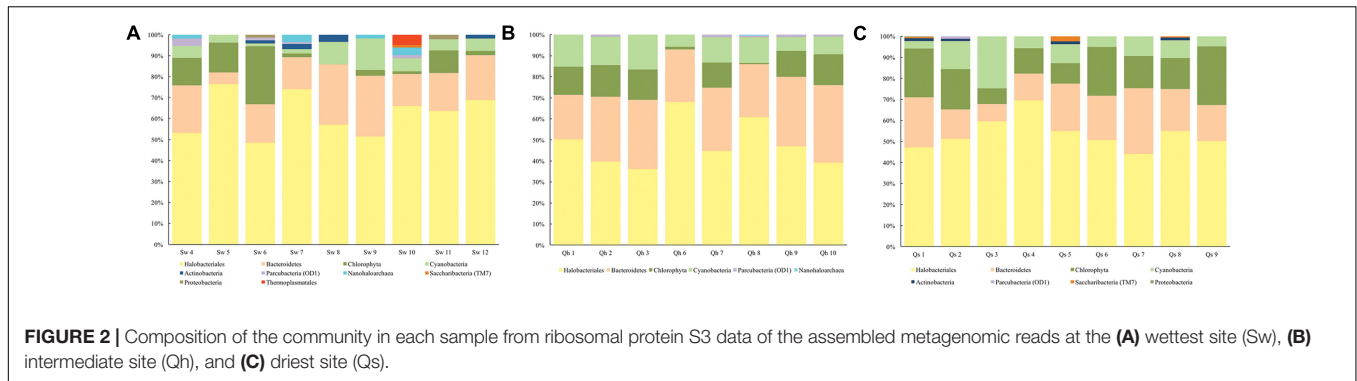 A
100%
90%
80%
70%
60%
50%
40%
30%
20%
10%
0%
Sw 4 Sw 5 Sw 6 Sw 7 Sw 8 Sw 9 Sw 10 Sw 11 Sw 12
Halobacteriales Bacteroidetes Chlorophyta Cyanobacteria
Actinobacteria Parcubacteria (OD1) Nanohaloarchaea Saccharibacteria (TM7)
Proteobacteria Thermoplasmatales
B
100%
90%
80%
70%
60%
50%
40%
30%
20%
10%
0%
Qh 1 Qh 2 Qh 3 Qh 6 Qh 7 Qh 8 Qh 9 Qh 10
Halobacteriales Bacteroidetes Chlorophyta Cyanobacteria Parcubacteria (OD1) Nanohaloarchaea
C
100%
90%
80%
70%
60%
50%
40%
30%
20%
10%
0%
Qs 1 Qs 2 Qs 3 Qs 4 Qs 5 Qs 6 Qs 7 Qs 8 Qs 9
Halobacteriales Bacteroidetes Chlorophyta Cyanobacteria
Actinobacteria Parcubacteria (OD1) Saccharibacteria (TM7) Proteobacteria
FIGURE 2 | Composition of the community in each sample from ribosomal protein S3 data of the assembled metagenomic reads at the (A) wettest site (Sw), (B)
intermediate site (Qh), and (C) driest site (Qs).